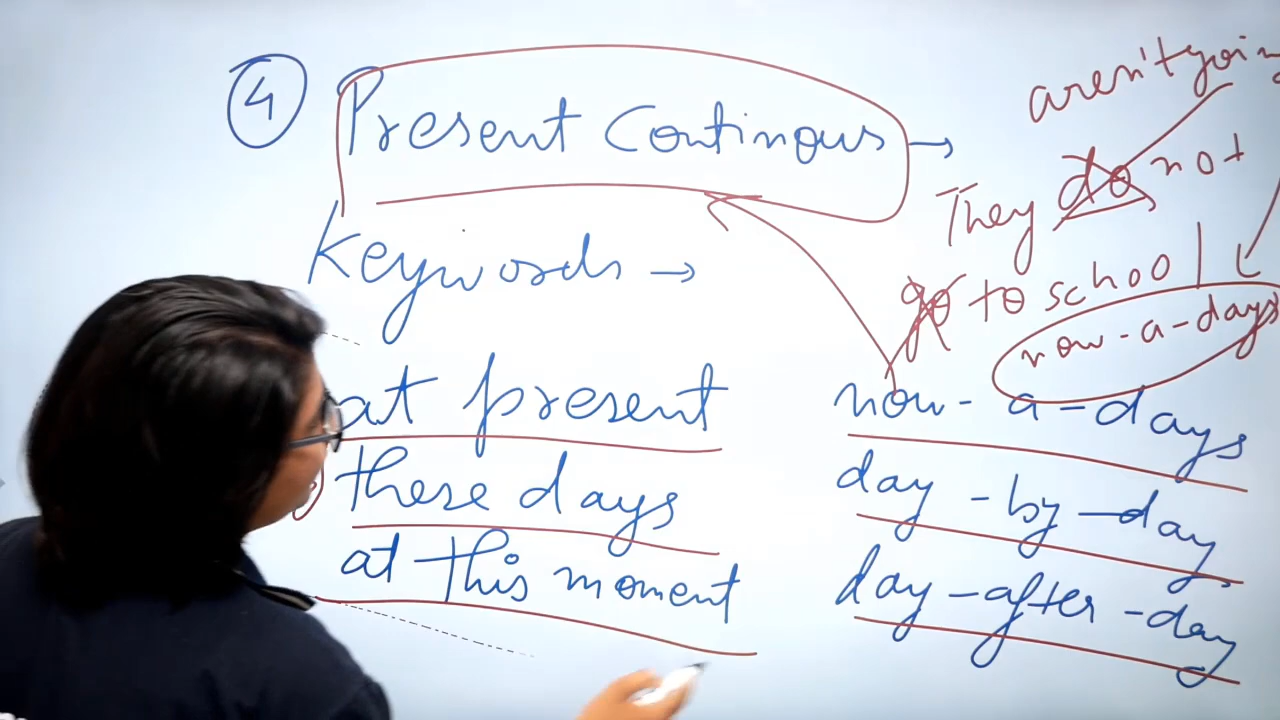 ④ Present Continous →
aren't goin
They do not
go to school | now-a-days
Keywords →
at present
these days
at this moment
now-a-days
day-by-day
day-after-day